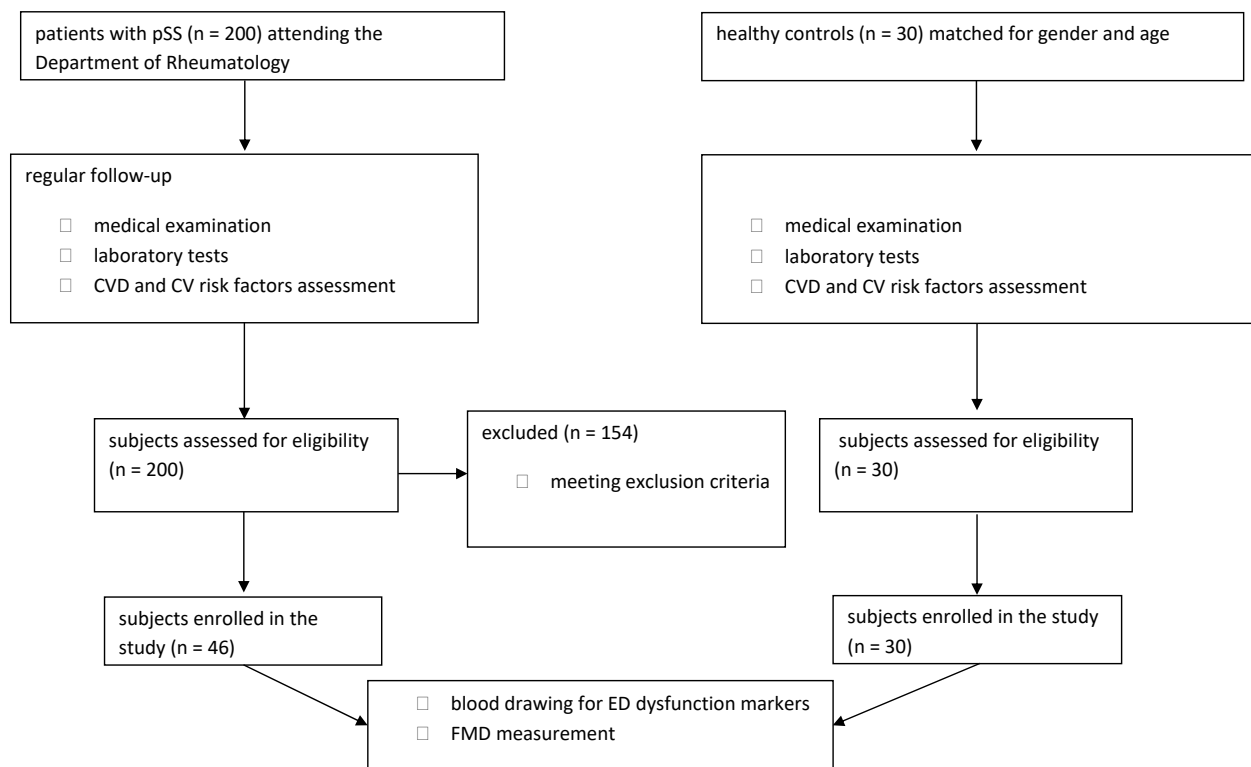 patients with pSS (n = 200) attending the
Department of Rheumatology
healthy controls (n = 30) matched for gender and age
regular follow-up
medical examination
laboratory tests
CVD and CV risk factors assessment
medical examination
laboratory tests
CVD and CV risk factors assessment
subjects assessed for eligibility
(n = 200)
excluded (n = 154)
meeting exclusion criteria
subjects assessed for eligibility
(n = 30)
subjects enrolled in the
study (n = 46)
subjects enrolled in the study
(n = 30)
blood drawing for ED dysfunction markers
FMD measurement